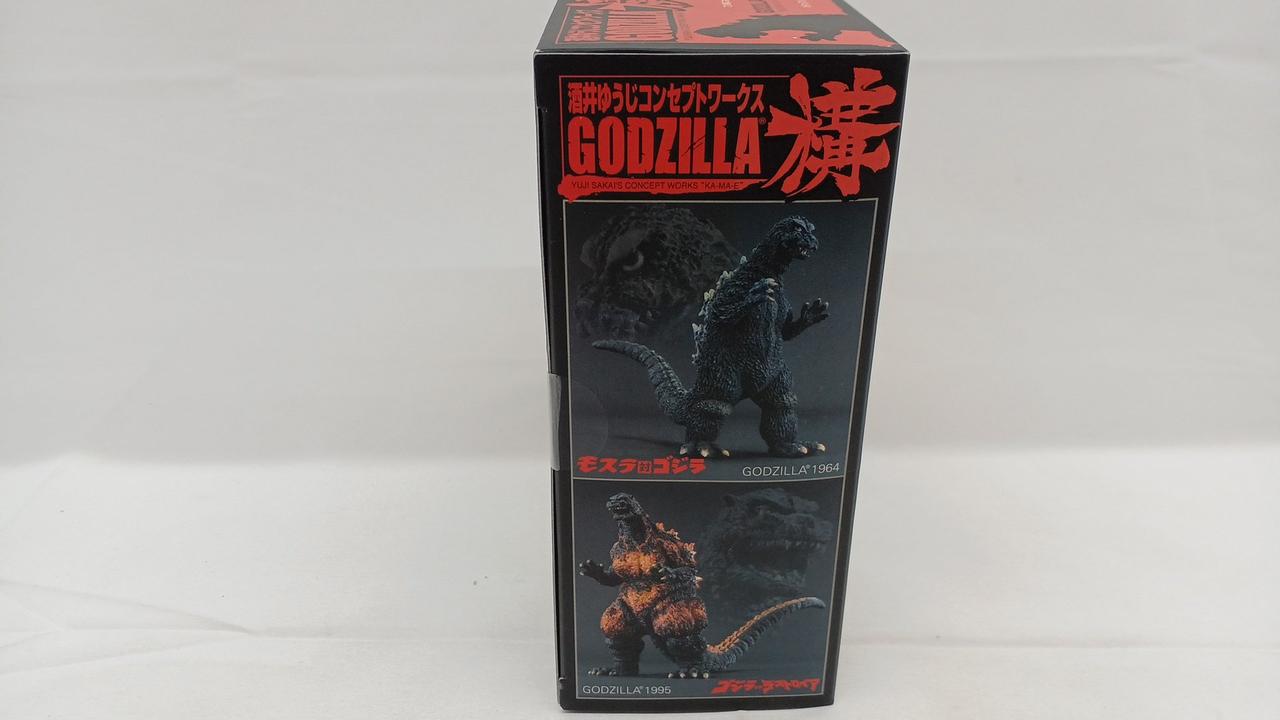 酒井ゆうじコンセプトワークス
GODZILLA®
構
YUJI SAKAI'S CONCEPT WORKS "KA-MA-E"
モスラ対ゴジラ
GODZILLA® 1964
GODZILLA® 1995
ゴジラVSデストロイア